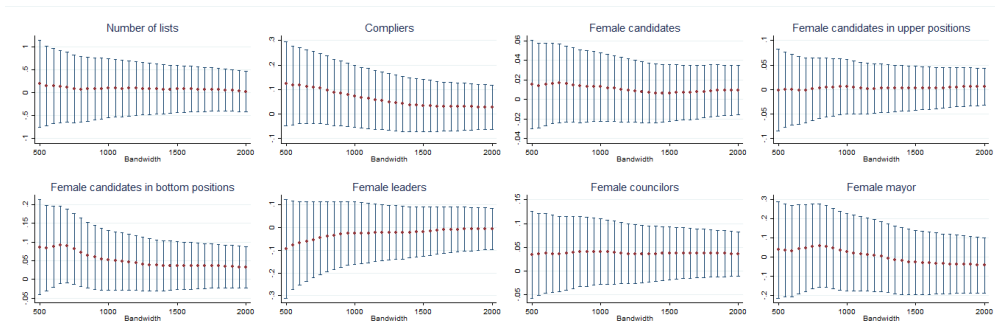 Number of lists
1
.5
0
-.5
-1
500 1000 1500 2000
Bandwidth
Compliers
.3
.2
.1
0
-.1
500 1000 1500 2000
Bandwidth
Female candidates
.06
.04
.02
0
-.02
-.04
500 1000 1500 2000
Bandwidth
Female candidates in upper positions
.1
.05
0
-.05
-.1
500 1000 1500 2000
Bandwidth
Female candidates in bottom positions
.2
.15
.1
.05
0
-.05
500 1000 1500 2000
Bandwidth
Female leaders
.1
0
-.1
-.2
-.3
500 1000 1500 2000
Bandwidth
Female councilors
.15
.1
.05
0
-.05
500 1000 1500 2000
Bandwidth
Female mayor
.3
.2
.1
0
-.1
-.2
500 1000 1500 2000
Bandwidth